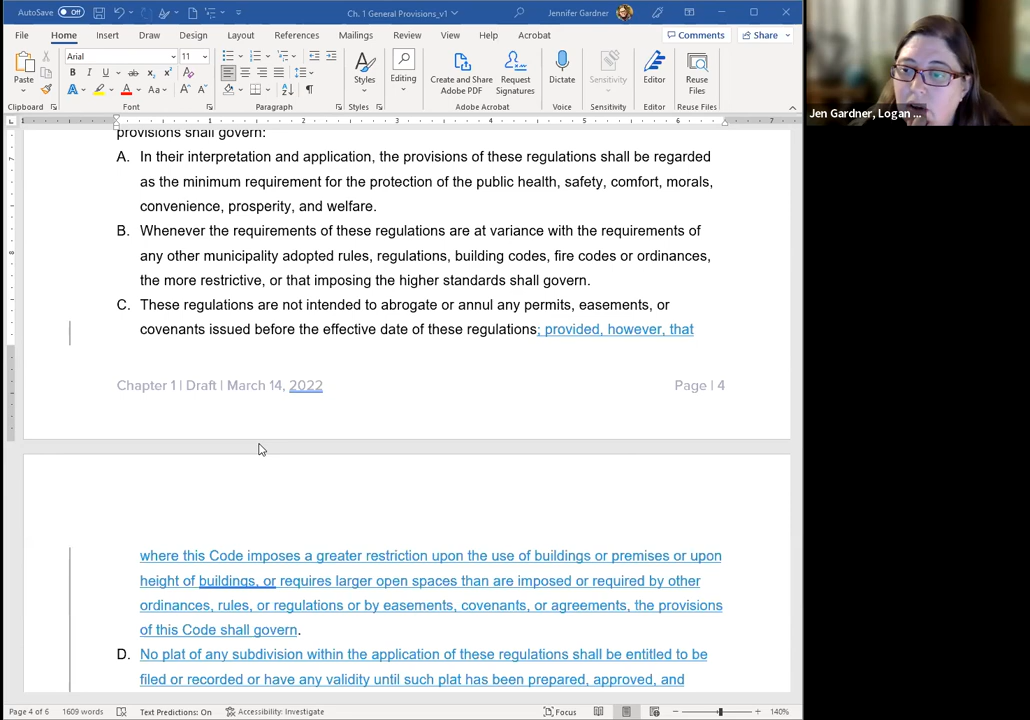 AutoSave Off Ch. 1 General Provisions_v1 Jennifer Gardner
File Home Insert Draw Design Layout References Mailings Review View Help Acrobat Comments Share
Arial 11
Paste Styles Editing Create and Share Adobe PDF Request Signatures Dictate Sensitivity Editor Reuse Files
Clipboard Font Paragraph Styles Adobe Acrobat Voice Sensitivity Editor Reuse Files
Jen Gardner, Logan ...
1 1 2 3 4 5 6 7
provisions shall govern:
A. In their interpretation and application, the provisions of these regulations shall be regarded
as the minimum requirement for the protection of the public health, safety, comfort, morals,
convenience, prosperity, and welfare.
B. Whenever the requirements of these regulations are at variance with the requirements of
any other municipality adopted rules, regulations, building codes, fire codes or ordinances,
the more restrictive, or that imposing the higher standards shall govern.
C. These regulations are not intended to abrogate or annul any permits, easements, or
covenants issued before the effective date of these regulations; provided, however, that
Chapter 1 | Draft | March 14, 2022 Page | 4
where this Code imposes a greater restriction upon the use of buildings or premises or upon
height of buildings, or requires larger open spaces than are imposed or required by other
ordinances, rules, or regulations or by easements, covenants, or agreements, the provisions
of this Code shall govern.
D. No plat of any subdivision within the application of these regulations shall be entitled to be
filed or recorded or have any validity until such plat has been prepared, approved, and
Page 4 of 6 1609 words Text Predictions: On Accessibility: Investigate Focus 140%